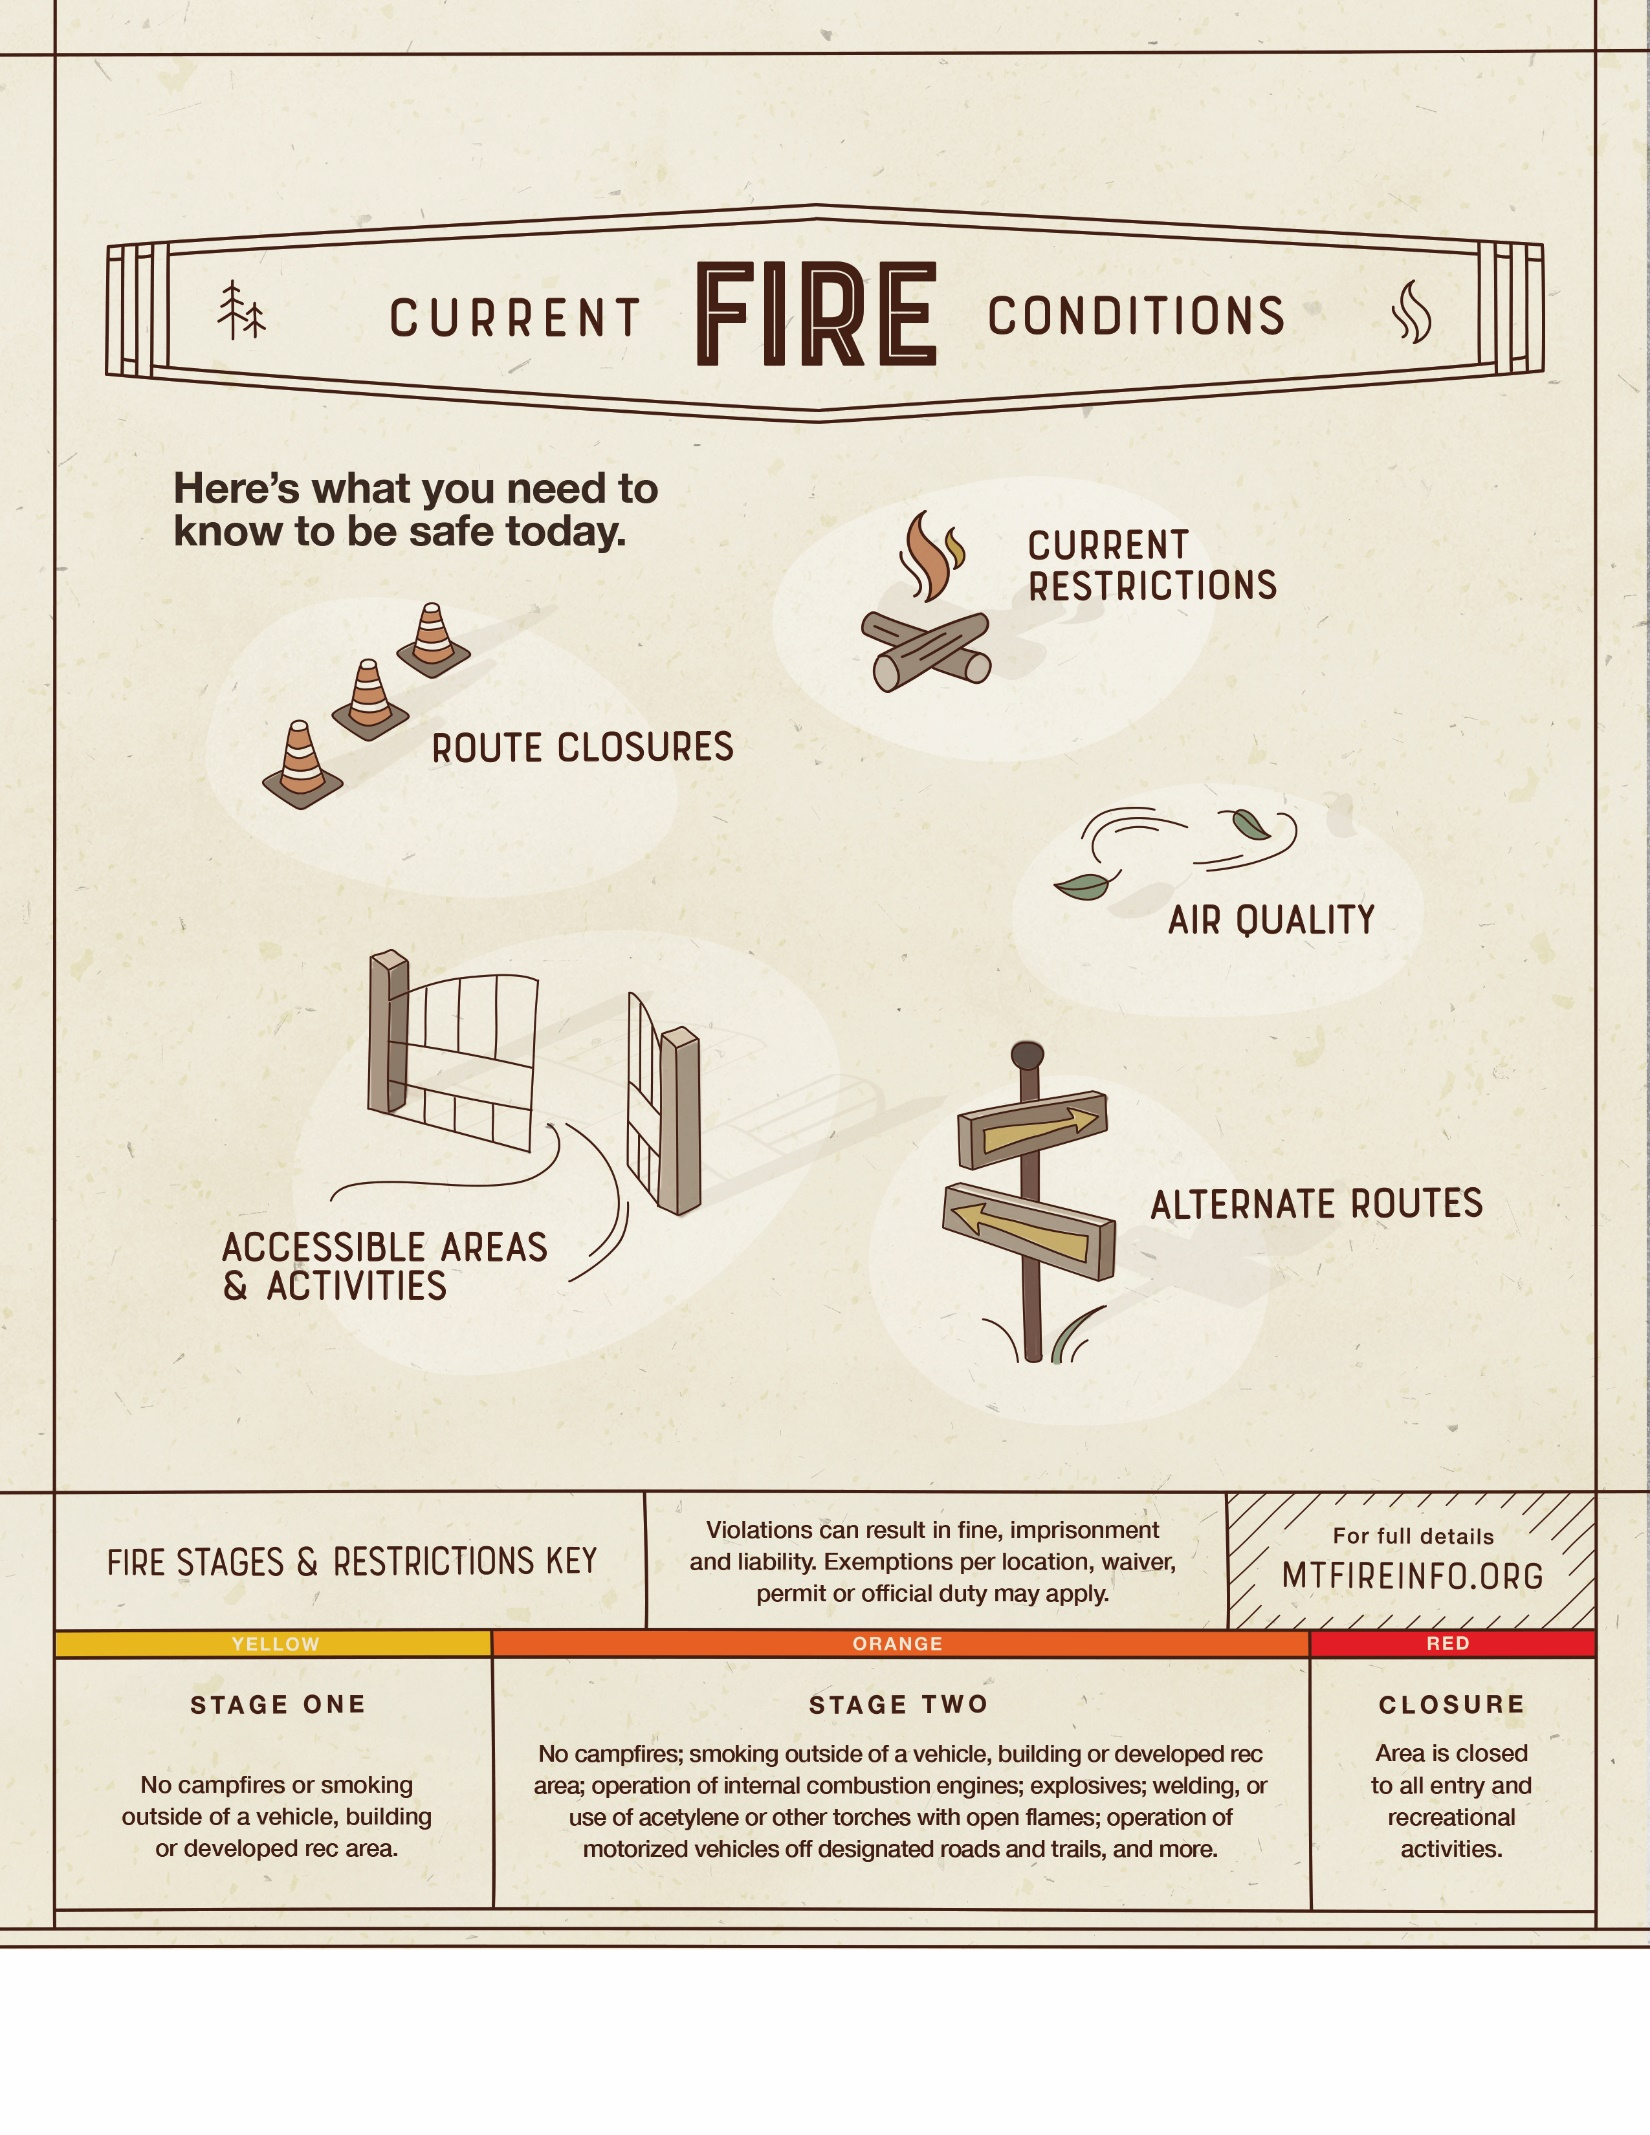 CURRENT FIRE CONDITIONS
Here’s what you need to
know to be safe today.
CURRENT
RESTRICTIONS
ROUTE CLOSURES
AIR QUALITY
ACCESSIBLE AREAS
& ACTIVITIES
ALTERNATE ROUTES
FIRE STAGES & RESTRICTIONS KEY
Violations can result in fine, imprisonment
and liability. Exemptions per location, waiver,
permit or official duty may apply.
For full details
MTFIREINFO.ORG
YELLOW
STAGE ONE
No campfires or smoking
outside of a vehicle, building
or developed rec area.
ORANGE
STAGE TWO
No campfires; smoking outside of a vehicle, building or developed rec
area; operation of internal combustion engines; explosives; welding, or
use of acetylene or other torches with open flames; operation of
motorized vehicles off designated roads and trails, and more.
RED
CLOSURE
Area is closed
to all entry and
recreational
activities.